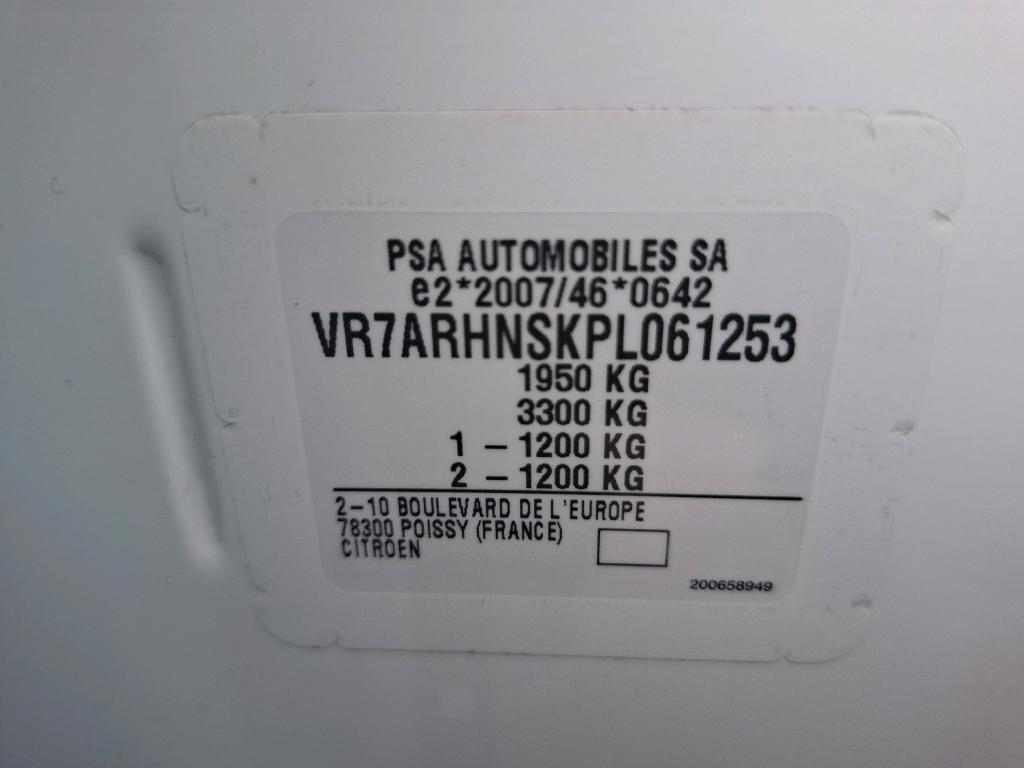 PSA AUTOMOBILES SA
e2*2007/46*0642
VR7ARHNSKPL061253
1950 KG
3300 KG
1 – 1200 KG
2 – 1200 KG
2–10 BOULEVARD DE L'EUROPE
78300 POISSY (FRANCE)
CITROEN
200658949